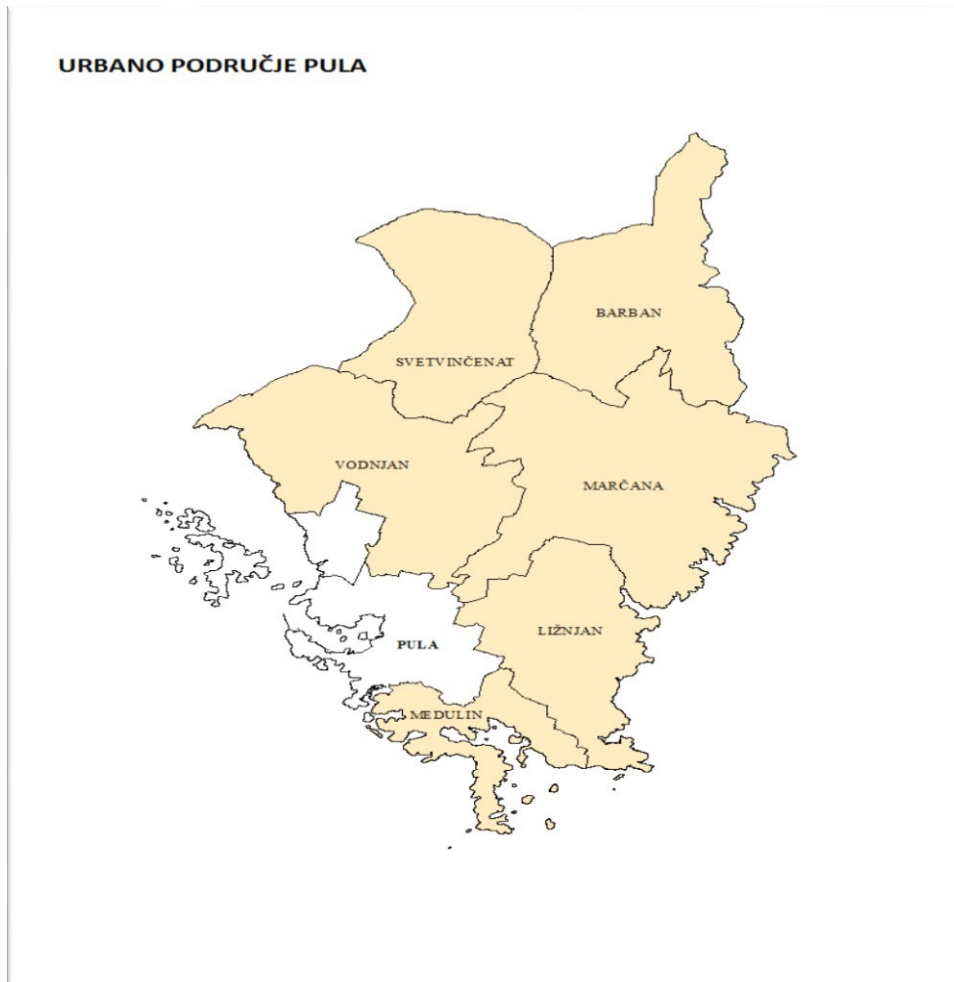 URBANO PODRUČJE PULA
BARBAN
SVETVINČENAT
VODNJAN
MARČANA
LIŽNJAN
PULA
MEDULIN